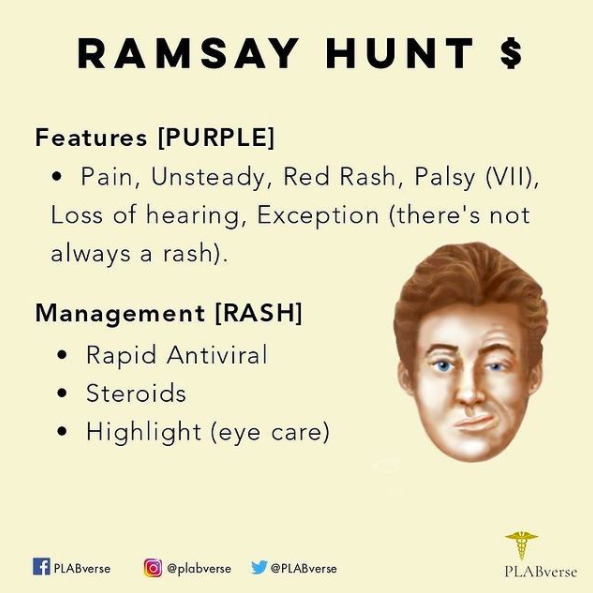 RAMSAY HUNT $
Features [PURPLE]
• Pain, Unsteady, Red Rash, Palsy (VII),
Loss of hearing, Exception (there's not
always a rash).
Management [RASH]
• Rapid Antiviral
• Steroids
• Highlight (eye care)
PLABverse @plabverse @PLABverse
PLABverse